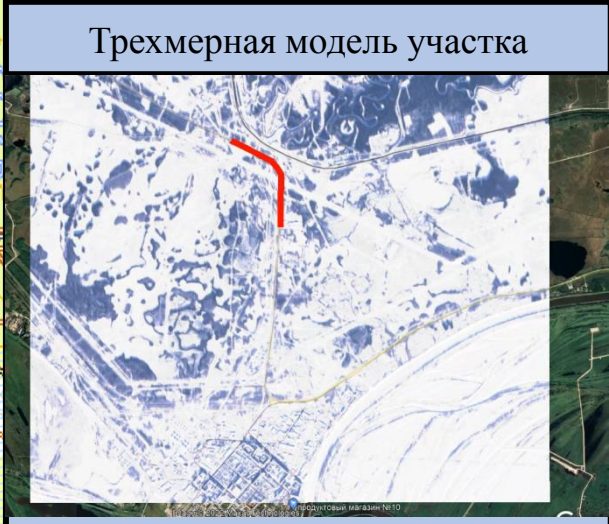 Трехмерная модель участка
продуктовый магазин №10